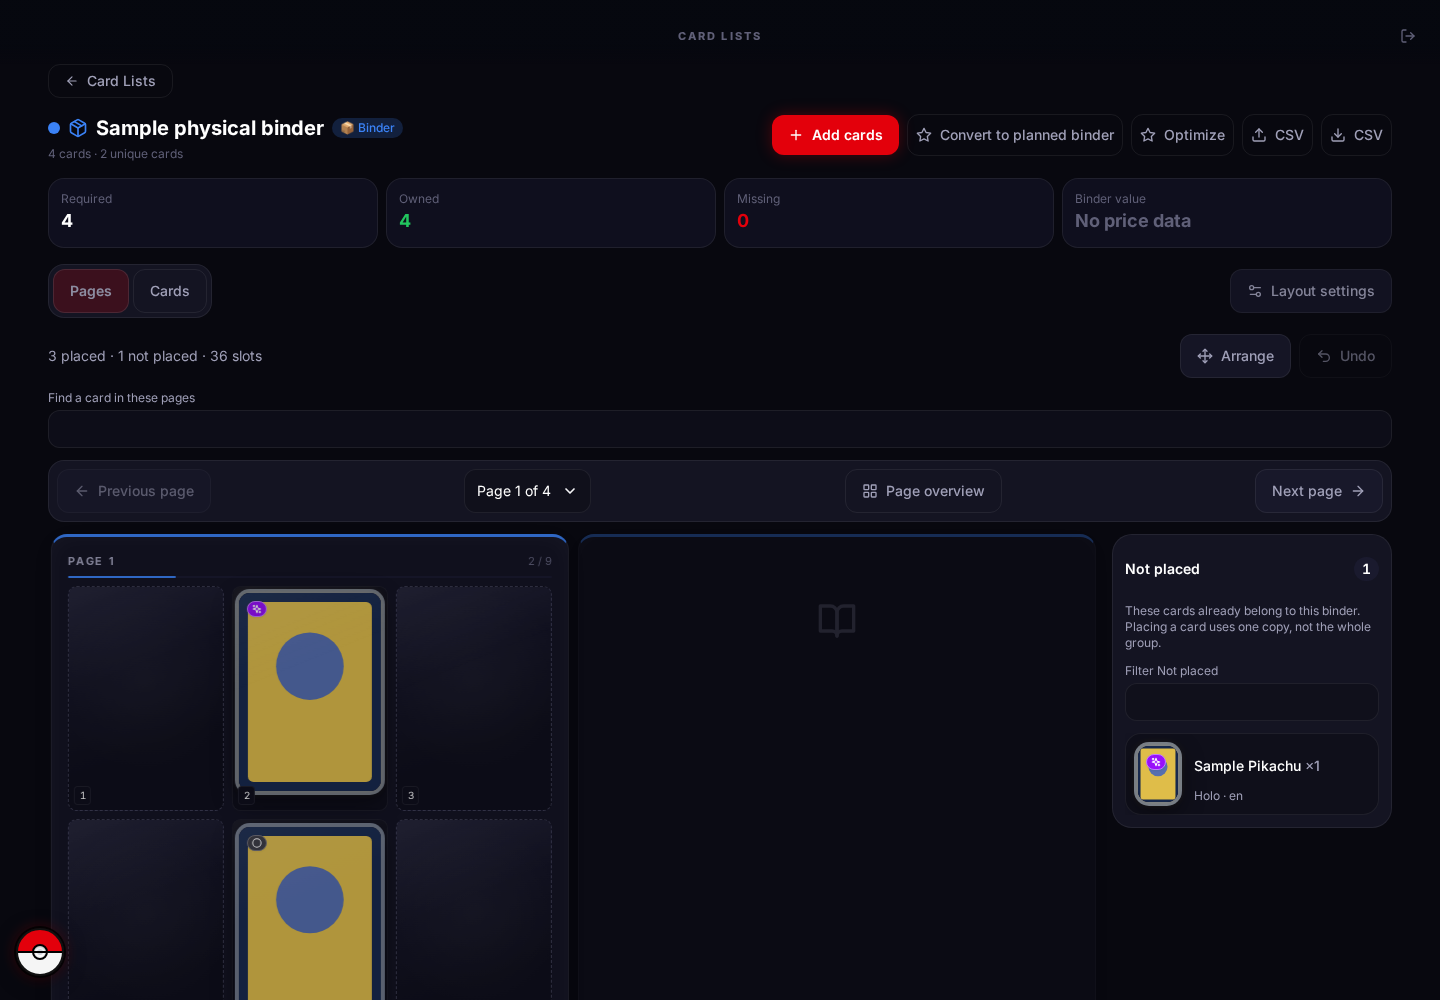 CARD LISTS
Card Lists
Sample physical binder
📦 Binder
4 cards · 2 unique cards
Add cards
Convert to planned binder
Optimize
CSV
CSV
Required
4
Owned
4
Missing
0
Binder value
No price data
Pages
Cards
Layout settings
3 placed · 1 not placed · 36 slots
Arrange
Undo
Find a card in these pages
Previous page
Page 1 of 4
Page overview
Next page
PAGE 1
2 / 9
1
2
3
Not placed
1
These cards already belong to this binder.
Placing a card uses one copy, not the whole
group.
Filter Not placed
Sample Pikachu ×1
Holo · en